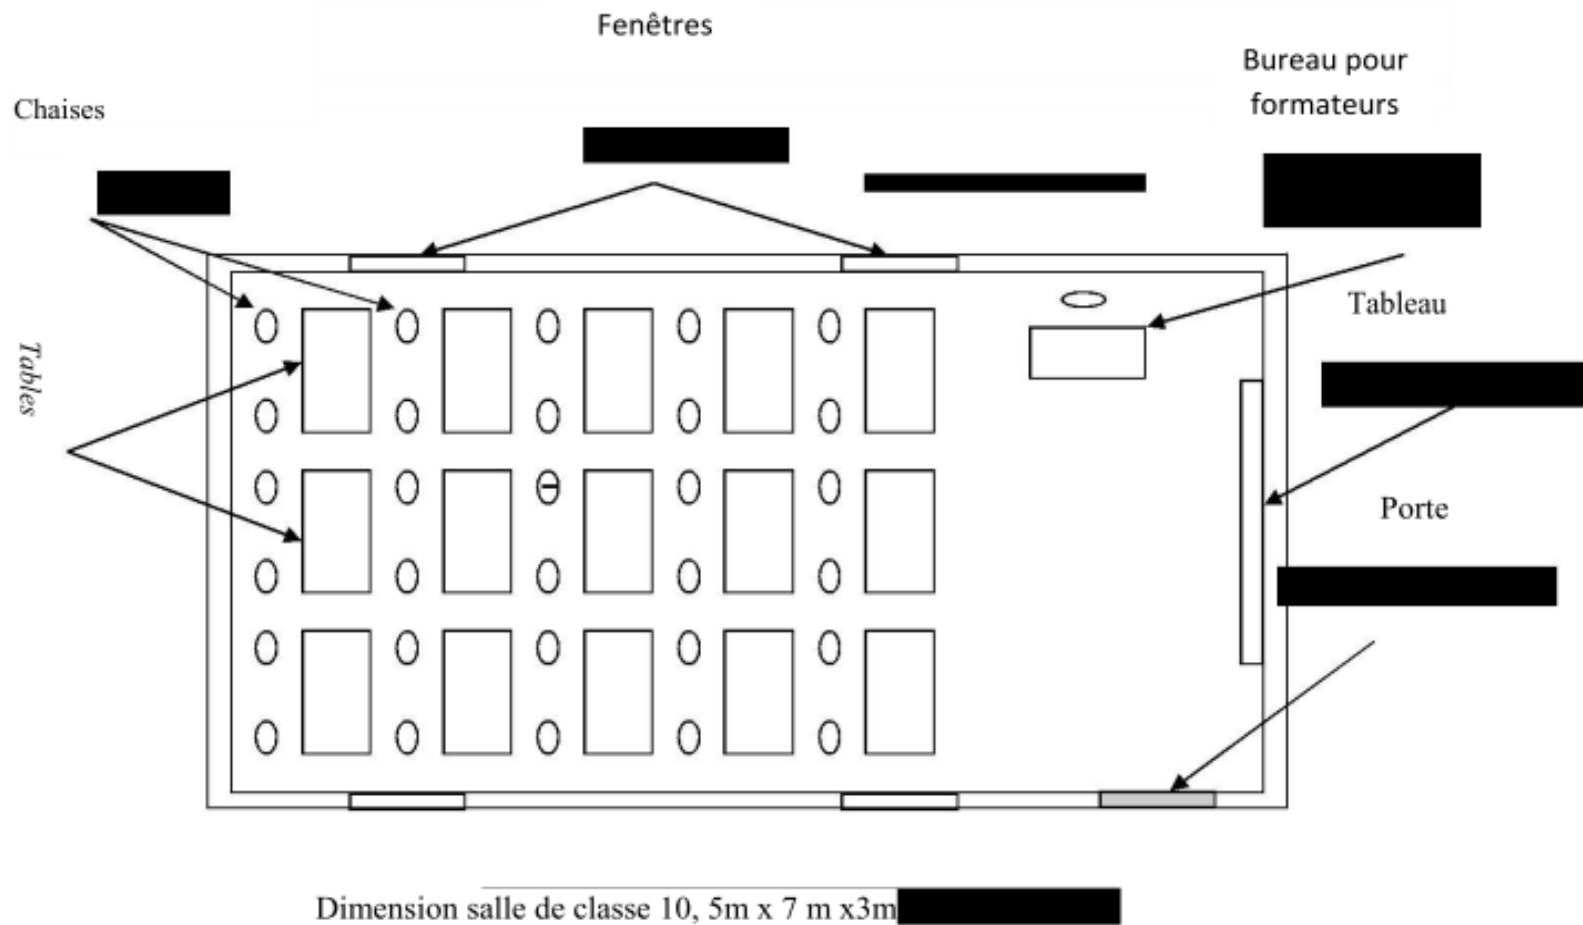 Fenêtres
Bureau pour
formateurs
Chaises
Tableau
Tables
Porte
Dimension salle de classe 10, 5m x 7 m x3m